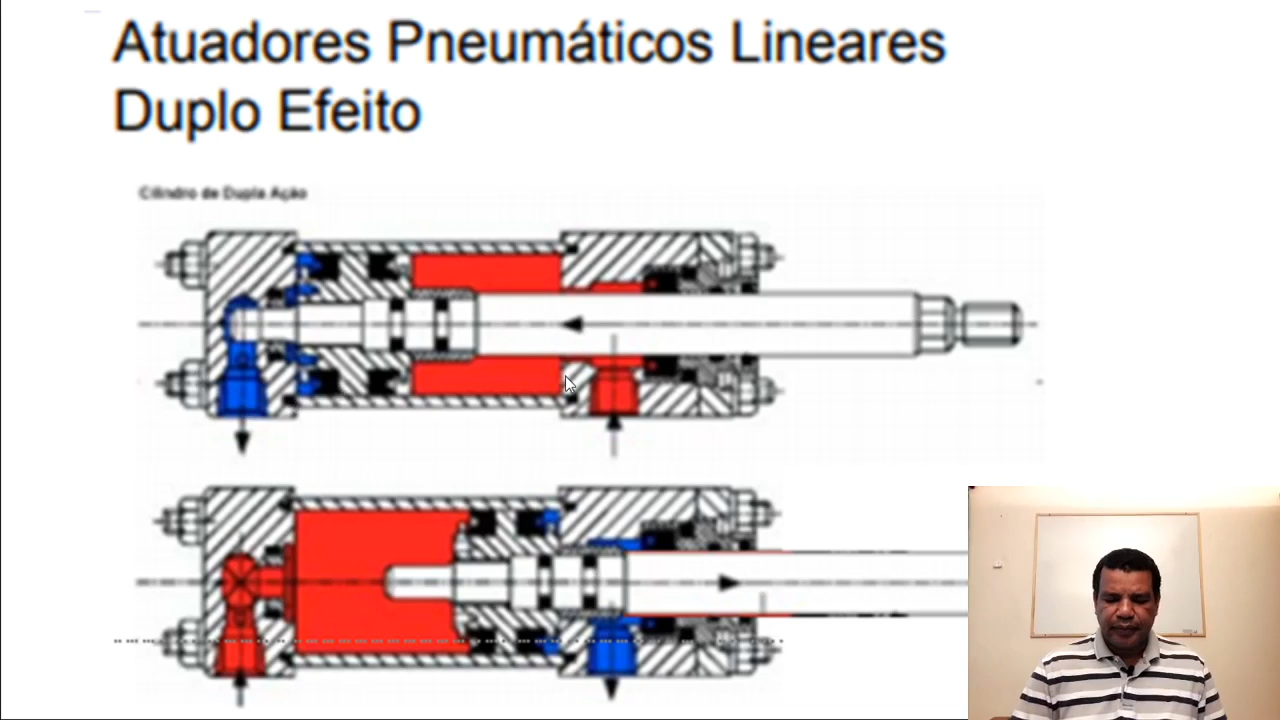 Atuadores Pneumáticos Lineares
Duplo Efeito
Cilindro de Dupla Ação